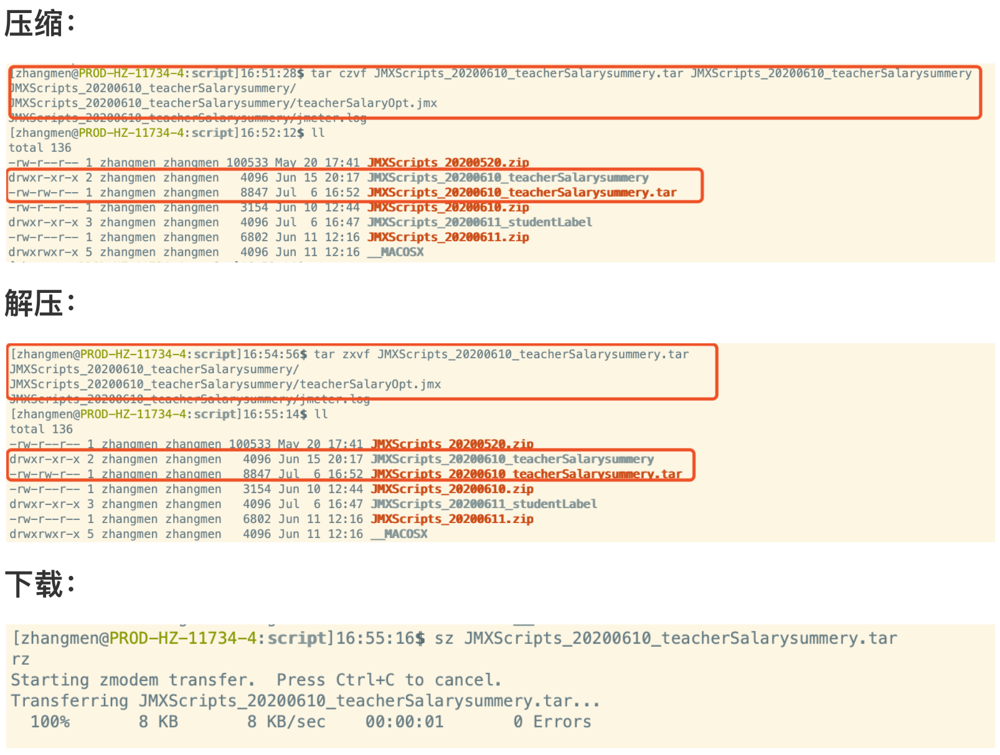 压缩：
[zhangmen@PROD-HZ-11734-4:script]16:51:28$ tar czvf JMXScripts_20200610_teacherSalarysummery.tar JMXScripts_20200610_teacherSalarysummery
JMXScripts_20200610_teacherSalarysummery/
JMXScripts_20200610_teacherSalarysummery/teacherSalaryOpt.jmx
JMXScripts_20200610_teacherSalarysummery/jmeter.log
[zhangmen@PROD-HZ-11734-4:script]16:52:12$ ll
total 136
-rw-r--r-- 1 zhangmen zhangmen 100533 May 20 17:41 JMXScripts_20200520.zip
drwxr-xr-x 2 zhangmen zhangmen   4096 Jun 15 20:17 JMXScripts_20200610_teacherSalarysummery
-rw-rw-r-- 1 zhangmen zhangmen   8847 Jul  6 16:52 JMXScripts_20200610_teacherSalarysummery.tar
-rw-r--r-- 1 zhangmen zhangmen   3154 Jun 10 12:44 JMXScripts_20200610.zip
drwxr-xr-x 3 zhangmen zhangmen   4096 Jul  6 16:47 JMXScripts_20200611_studentLabel
-rw-r--r-- 1 zhangmen zhangmen   6802 Jun 11 12:16 JMXScripts_20200611.zip
drwxrwxr-x 5 zhangmen zhangmen   4096 Jun 11 12:16 __MACOSX
解压：
[zhangmen@PROD-HZ-11734-4:script]16:54:56$ tar zxvf JMXScripts_20200610_teacherSalarysummery.tar
JMXScripts_20200610_teacherSalarysummery/
JMXScripts_20200610_teacherSalarysummery/teacherSalaryOpt.jmx
JMXScripts_20200610_teacherSalarysummery/jmeter.log
[zhangmen@PROD-HZ-11734-4:script]16:55:14$ ll
total 136
-rw-r--r-- 1 zhangmen zhangmen 100533 May 20 17:41 JMXScripts_20200520.zip
drwxr-xr-x 2 zhangmen zhangmen   4096 Jun 15 20:17 JMXScripts_20200610_teacherSalarysummery
-rw-rw-r-- 1 zhangmen zhangmen   8847 Jul  6 16:52 JMXScripts_20200610_teacherSalarysummery.tar
-rw-r--r-- 1 zhangmen zhangmen   3154 Jun 10 12:44 JMXScripts_20200610.zip
drwxr-xr-x 3 zhangmen zhangmen   4096 Jul  6 16:47 JMXScripts_20200611_studentLabel
-rw-r--r-- 1 zhangmen zhangmen   6802 Jun 11 12:16 JMXScripts_20200611.zip
drwxrwxr-x 5 zhangmen zhangmen   4096 Jun 11 12:16 __MACOSX
下载：
[zhangmen@PROD-HZ-11734-4:script]16:55:16$ sz JMXScripts_20200610_teacherSalarysummery.tar
rz
Starting zmodem transfer.  Press Ctrl+C to cancel.
Transferring JMXScripts_20200610_teacherSalarysummery.tar...
  100%       8 KB       8 KB/sec    00:00:01       0 Errors